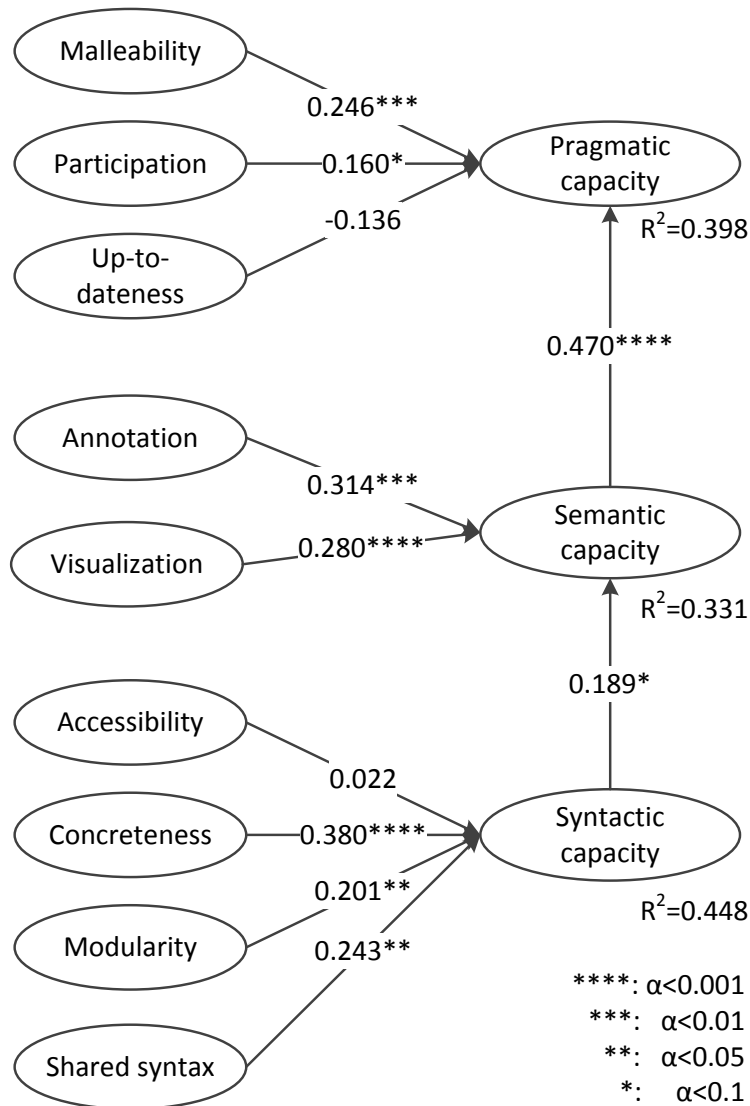 Malleability
0.246***
Participation
0.160*
Pragmatic
capacity
-0.136
Up-to-
dateness
R²=0.398
0.470****
Annotation
0.314***
Semantic
capacity
Visualization
0.280****
R²=0.331
0.189*
Accessibility
0.022
Concreteness
0.380****
Syntactic
capacity
0.201**
Modularity
0.243**
R²=0.448
Shared syntax
****: α<0.001
***: α<0.01
**: α<0.05
*: α<0.1